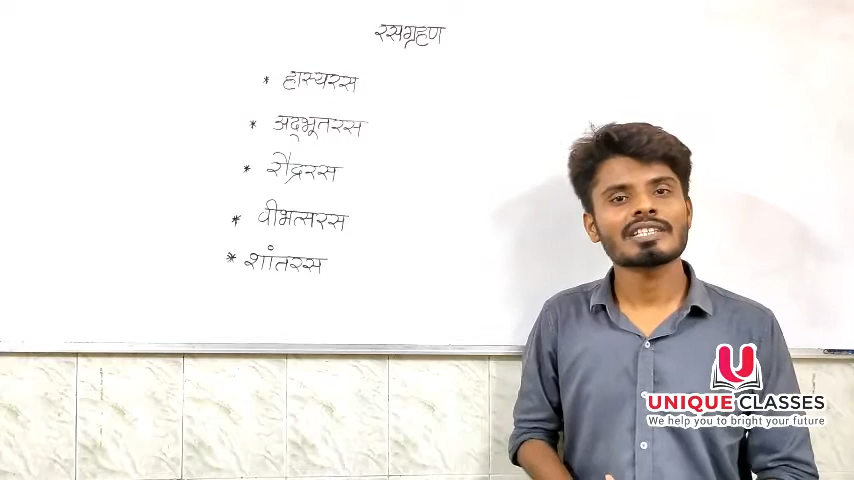 रसग्रहण
* हास्यरस
* अद्भूतरस
* रौद्ररस
* वीभत्सरस
* शांतरस
UNIQUE CLASSES
We help you to bright your future